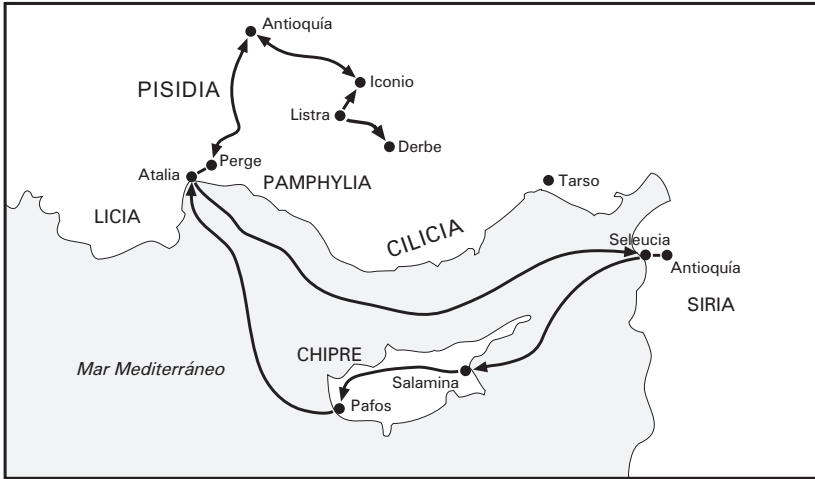 Antioquía
PISIDIA
Iconio
Listra
Derbe
Perge
Atalia
PAMPHYLIA
Tarso
LICIA
CILICIA
Seleucia
Antioquía
SIRIA
CHIPRE
Mar Mediterráneo
Salamina
Pafos